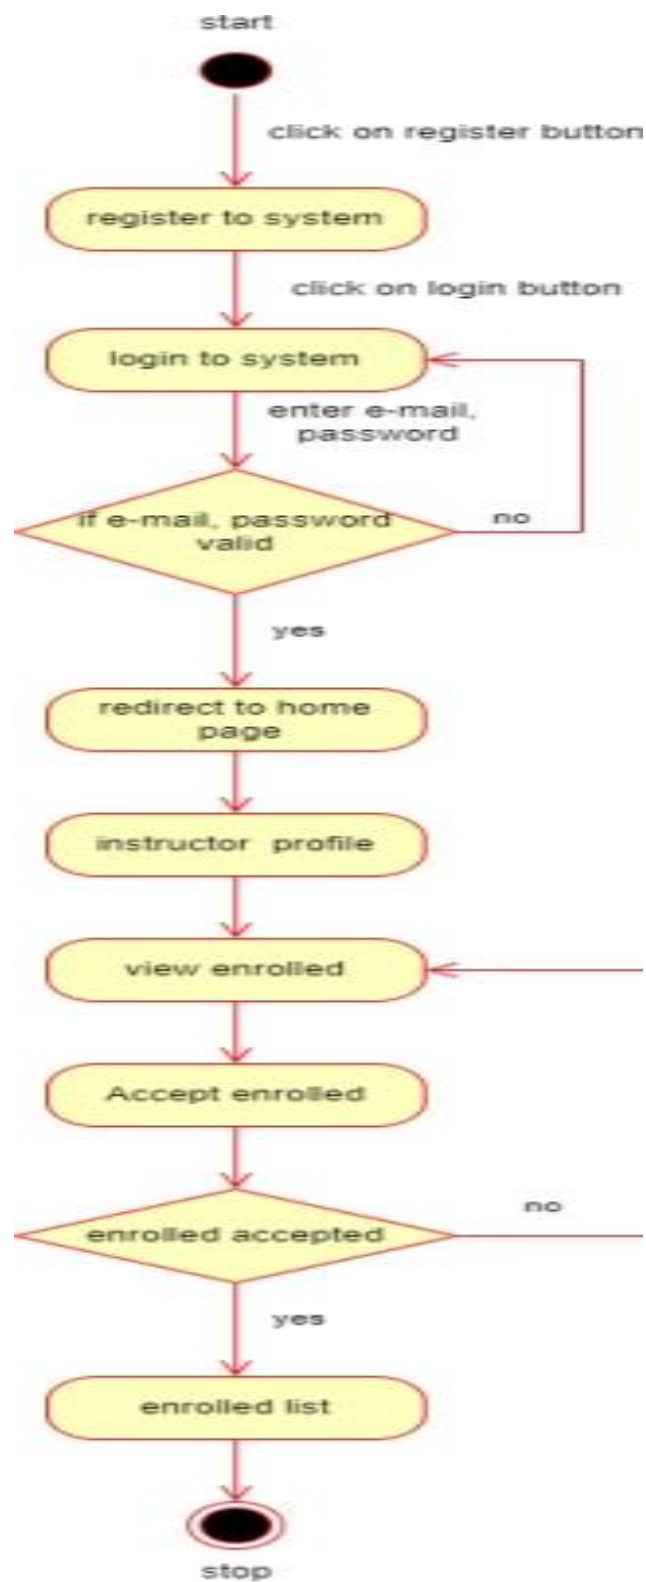 start
click on register button
register to system
click on login button
login to system
enter e-mail,
password
if e-mail, password
valid
no
yes
redirect to home
page
instructor profile
view enrolled
Accept enrolled
no
enrolled accepted
yes
enrolled list
stop